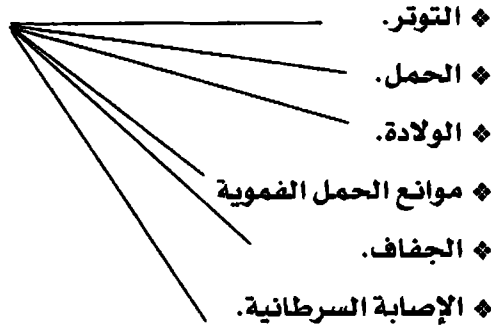 ❖ التوتر.
❖ الحمل.
❖ الولادة.
❖ موانع الحمل الفموية
❖ الجفاف.
❖ الإصابة السرطانية.